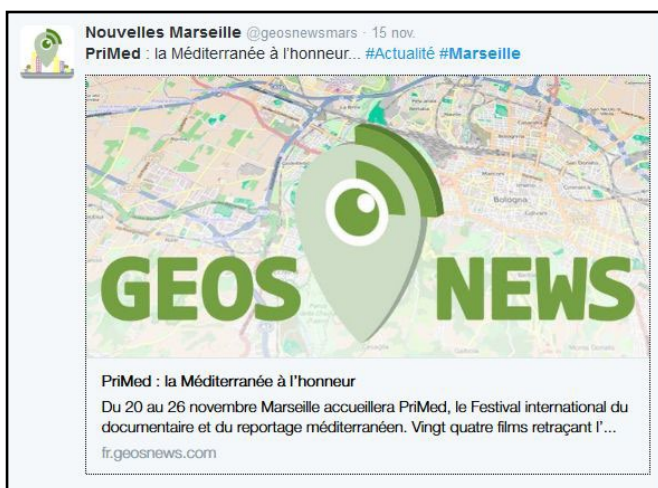 Nouvelles Marseille @geosnewsmars · 15 nov.
PriMed : la Méditerranée à l'honneur... #Actualité #Marseille
Bologna
GEOS NEWS
PriMed : la Méditerranée à l'honneur
Du 20 au 26 novembre Marseille accueillera PriMed, le Festival international du
documentaire et du reportage méditerranéen. Vingt quatre films retraçant l'...
fr.geosnews.com